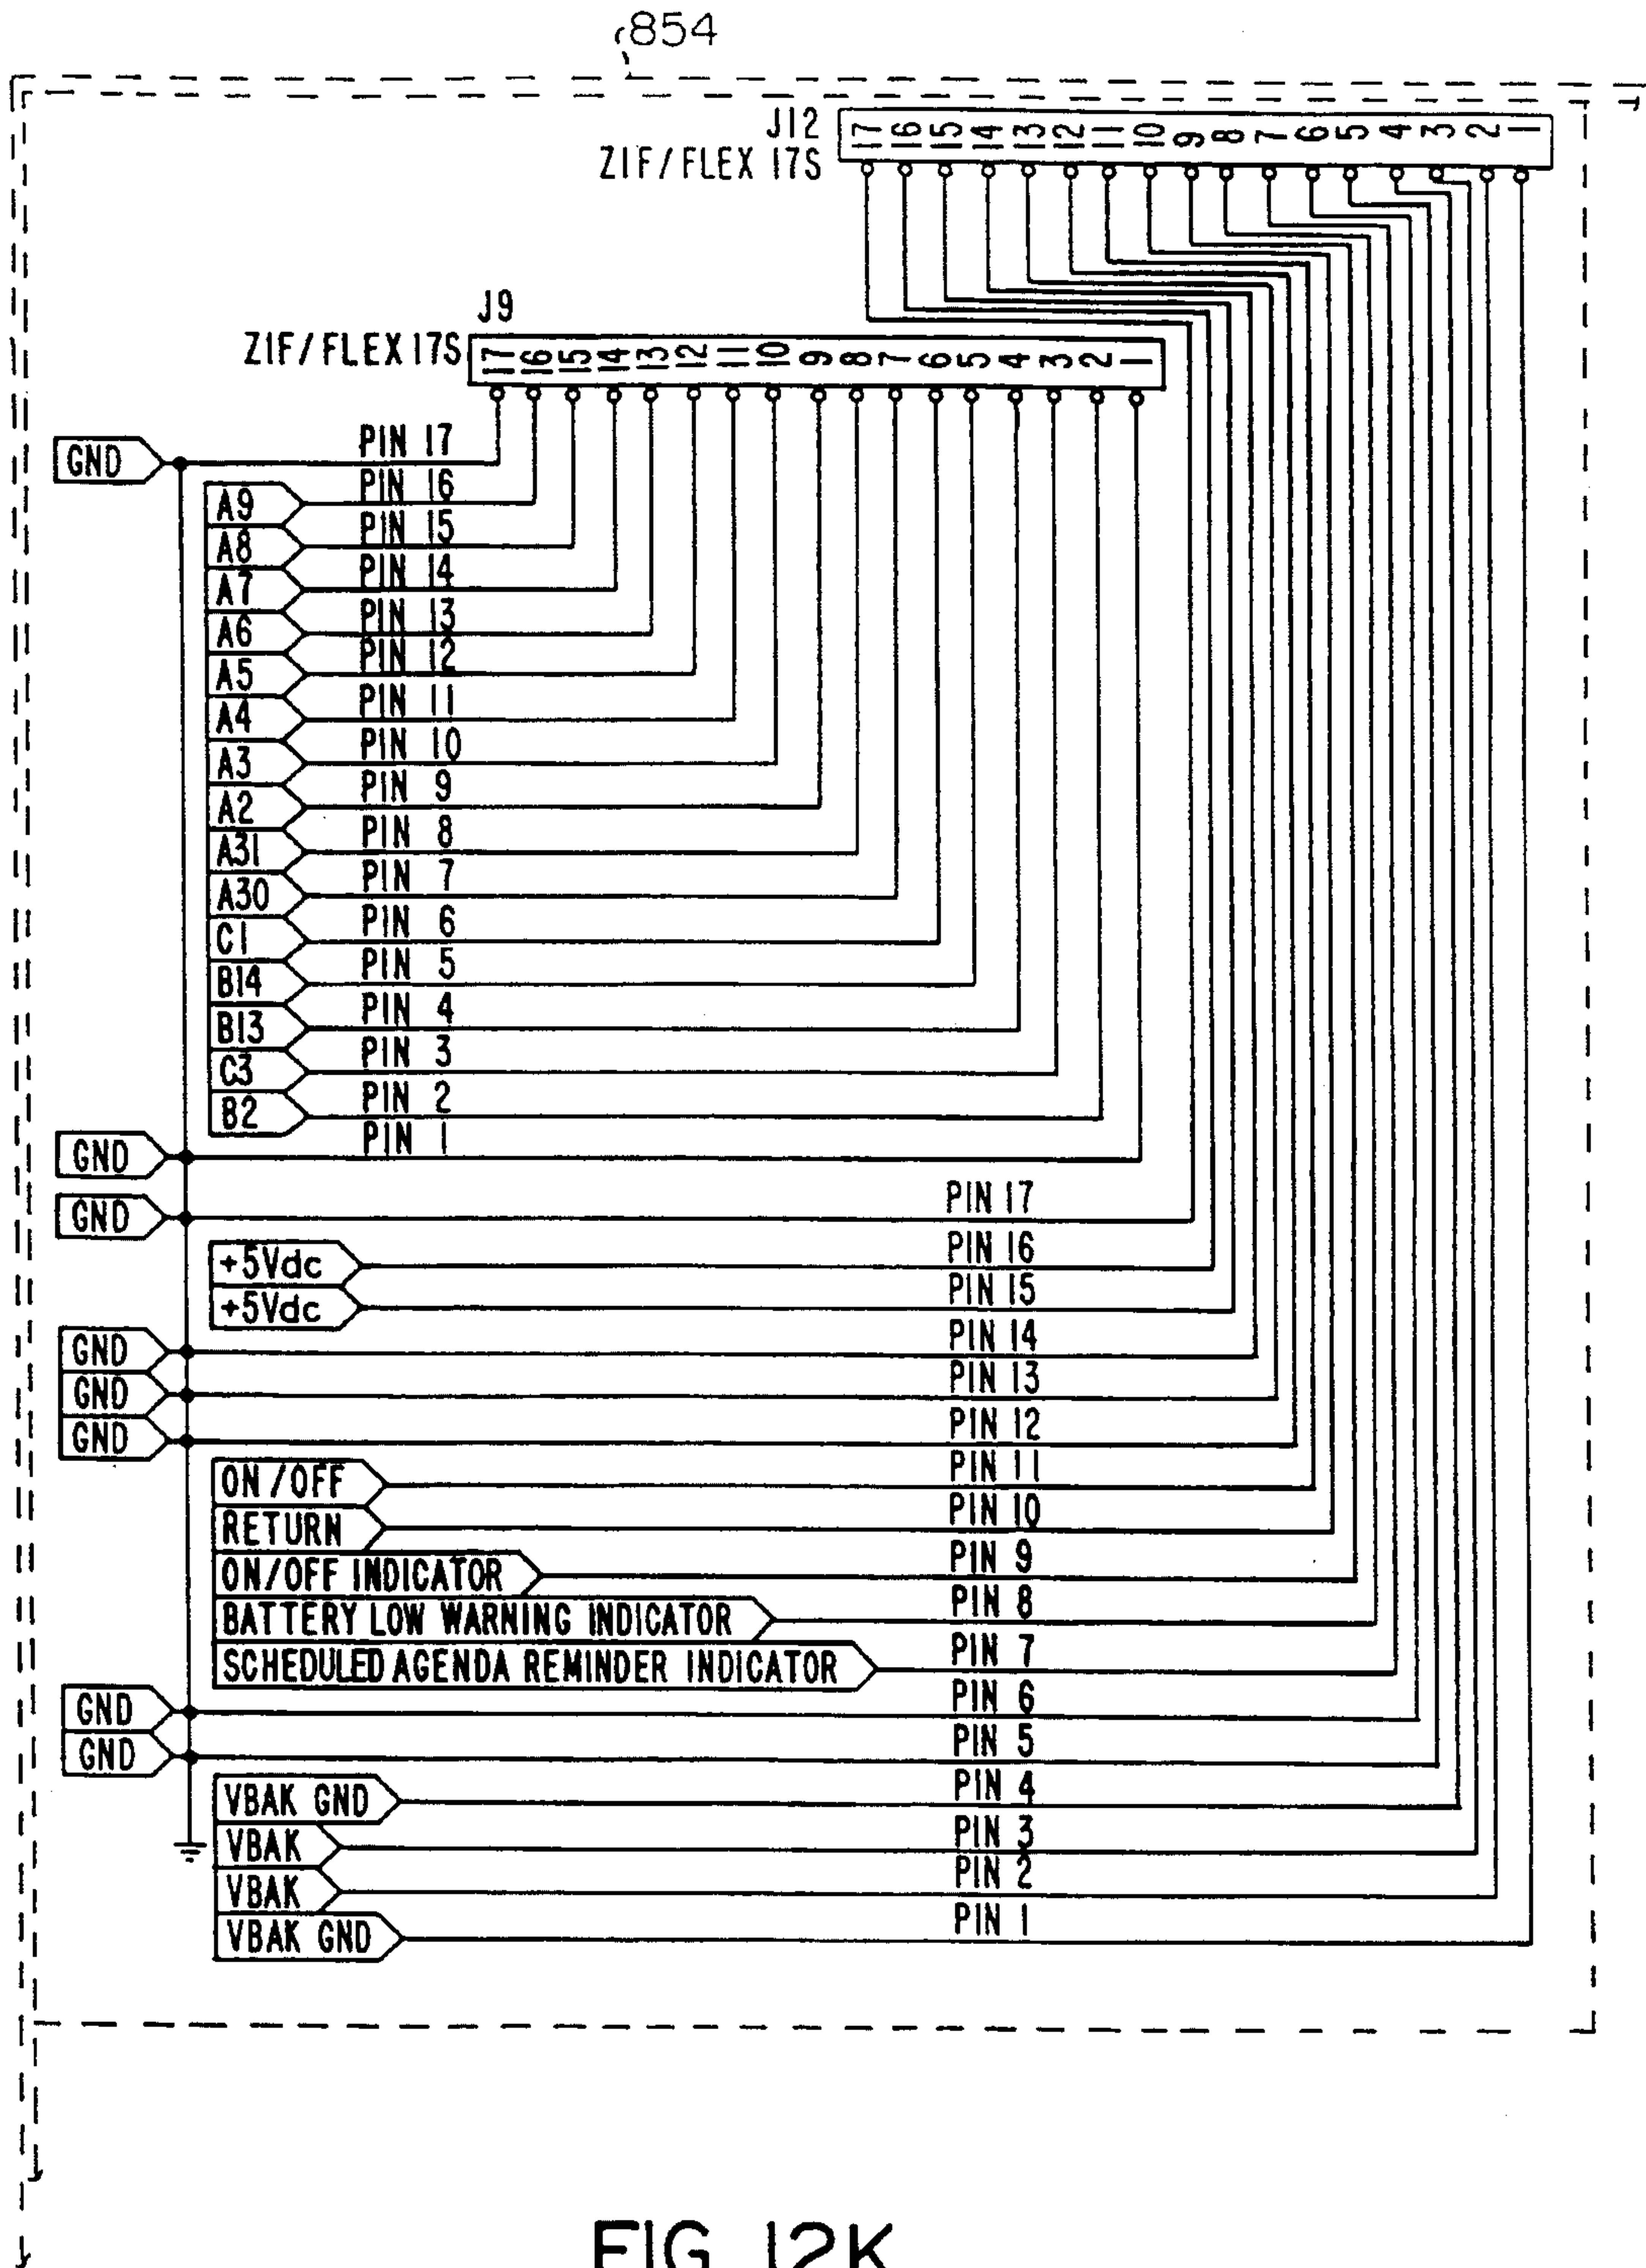 854
J12
ZIF/FLEX 17S
17 16 15 14 13 12 11 10 9 8 7 6 5 4 3 2 1
J9
ZIF/FLEX 17S
17 16 15 14 13 12 11 10 9 8 7 6 5 4 3 2 1
GND PIN 17
A9 PIN 16
A8 PIN 15
A7 PIN 14
A6 PIN 13
A5 PIN 12
A4 PIN 11
A3 PIN 10
A2 PIN 9
A31 PIN 8
A30 PIN 7
C1 PIN 6
B14 PIN 5
B13 PIN 4
C3 PIN 3
B2 PIN 2
GND PIN 1
GND PIN 17
+5Vdc PIN 16
+5Vdc PIN 15
GND PIN 14
GND PIN 13
GND PIN 12
ON/OFF PIN 11
RETURN PIN 10
ON/OFF INDICATOR PIN 9
BATTERY LOW WARNING INDICATOR PIN 8
SCHEDULED AGENDA REMINDER INDICATOR PIN 7
GND PIN 6
GND PIN 5
VBAK GND PIN 4
VBAK PIN 3
VBAK PIN 2
VBAK GND PIN 1
FIG. 12K